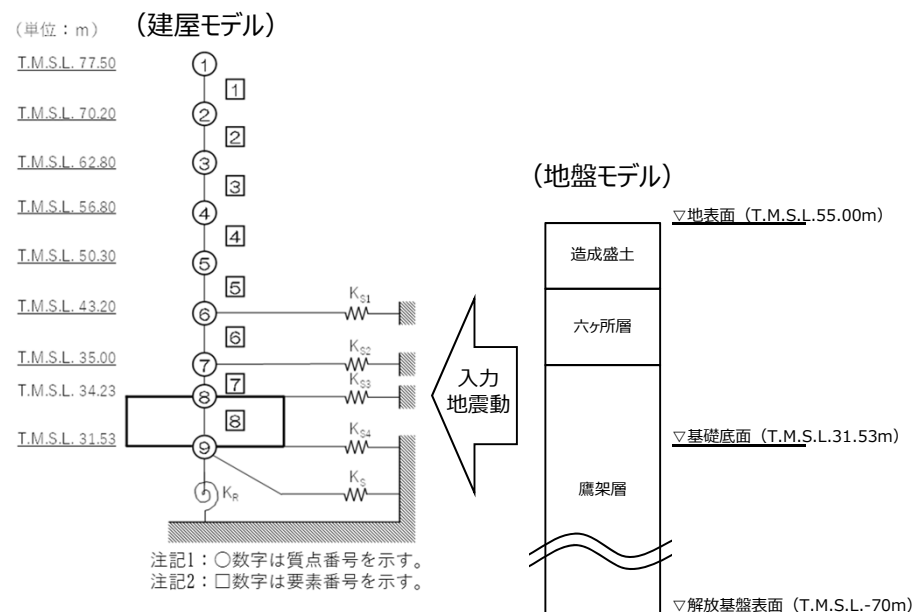 （単位：m）
（建屋モデル）
T.M.S.L. 77.50
①
1
T.M.S.L. 70.20
②
2
T.M.S.L. 62.80
③
3
T.M.S.L. 56.80
④
4
T.M.S.L. 50.30
⑤
5
T.M.S.L. 43.20
⑥
KS1
6
T.M.S.L. 35.00
⑦
KS2
7
T.M.S.L. 34.23
⑧
KS3
8
T.M.S.L. 31.53
⑨
KS4
KS
KR
注記1：○数字は質点番号を示す。
注記2：□数字は要素番号を示す。
入力
地震動
（地盤モデル）
▽地表面（T.M.S.L.55.00m）
造成盛土
六ヶ所層
▽基礎底面（T.M.S.L.31.53m）
鷹架層
▽解放基盤表面（T.M.S.L.-70m）